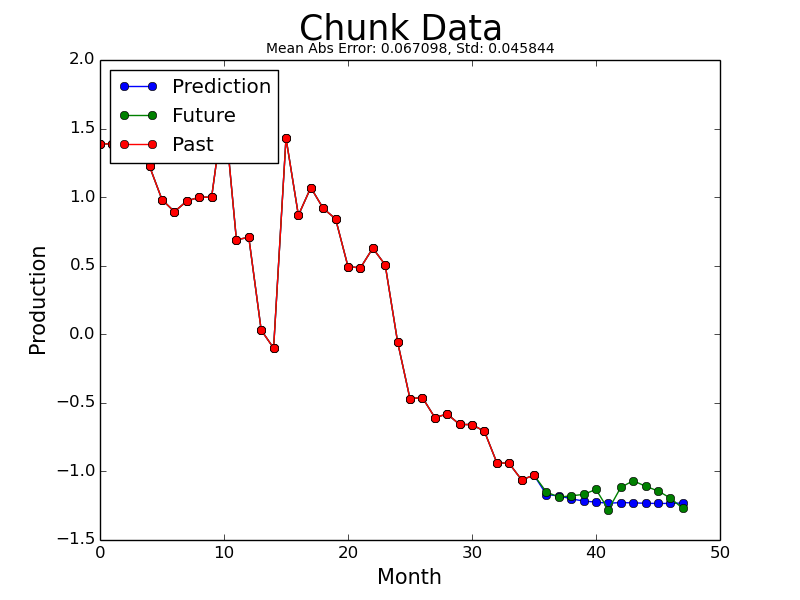 Chunk Data
Mean Abs Error: 0.067098, Std: 0.045844
2.0
1.5
1.0
0.5
0.0
−0.5
−1.0
−1.5
Production
Prediction
Future
Past
0 10 20 30 40 50
Month